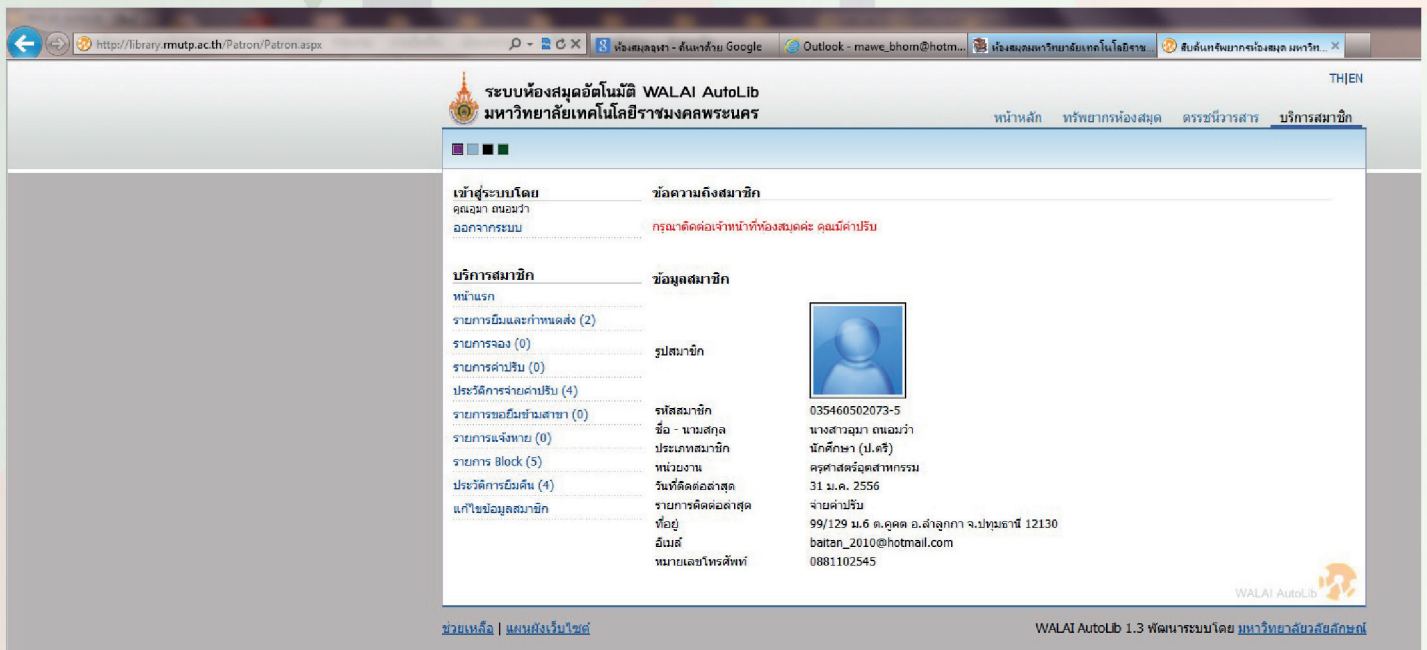 http://library.rmutp.ac.th/Patron/Patron.aspx
ห้องสมุดจุฬา - ค้นหาด้วย Google
Outlook - mawe_bhorn@hotm...
ห้องสมุดมหาวิทยาลัยเทคโนโลยีราช...
สืบค้นทรัพยากรห้องสมุด มหาวิท...
TH|EN
ระบบห้องสมุดอัตโนมัติ WALAI AutoLib
มหาวิทยาลัยเทคโนโลยีราชมงคลพระนคร
หน้าหลัก ทรัพยากรห้องสมุด ดรรชนีวารสาร บริการสมาชิก
เข้าสู่ระบบโดย
คุณอุมา ถนอมว่า
ออกจากระบบ
ข้อความถึงสมาชิก
กรุณาติดต่อเจ้าหน้าที่ห้องสมุดค่ะ คุณมีค่าปรับ
บริการสมาชิก
หน้าแรก
รายการยืมและกำหนดส่ง (2)
รายการจอง (0)
รายการค่าปรับ (0)
ประวัติการจ่ายค่าปรับ (4)
รายการขอยืมข้ามสาขา (0)
รายการแจ้งหาย (0)
รายการ Block (5)
ประวัติการยืมคืน (4)
แก้ไขข้อมูลสมาชิก
ข้อมูลสมาชิก
รูปสมาชิก
รหัสสมาชิก 035460502073-5
ชื่อ - นามสกุล นางสาวอุมา ถนอมว่า
ประเภทสมาชิก นักศึกษา (ป.ตรี)
หน่วยงาน ครุศาสตร์อุตสาหกรรม
วันที่ติดต่อล่าสุด 31 ม.ค. 2556
รายการติดต่อล่าสุด จ่ายค่าปรับ
ที่อยู่ 99/129 ม.6 ต.คูคต อ.ลำลูกกา จ.ปทุมธานี 12130
อีเมล์ baitan_2010@hotmail.com
หมายเลขโทรศัพท์ 0881102545
WALAI AutoLib
ช่วยเหลือ | แผนผังเว็บไซต์
WALAI AutoLib 1.3 พัฒนาระบบโดย มหาวิทยาลัยวลัยลักษณ์